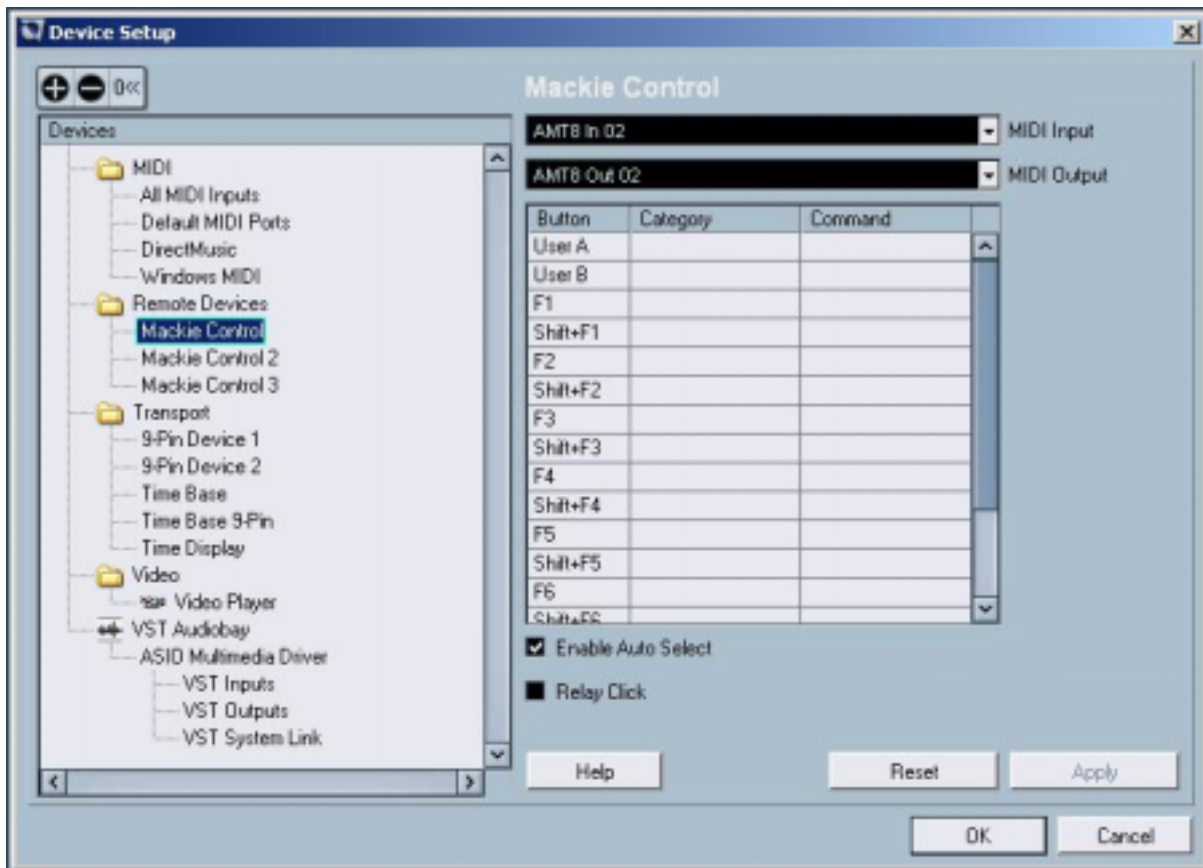 Device Setup
Devices
MIDI
All MIDI Inputs
Default MIDI Ports
DirectMusic
Windows MIDI
Remote Devices
Mackie Control
Mackie Control 2
Mackie Control 3
Transport
9-Pin Device 1
9-Pin Device 2
Time Base
Time Base 9-Pin
Time Display
Video
Video Player
VST Audiobay
ASIO Multimedia Driver
VST Inputs
VST Outputs
VST System Link
Mackie Control
AMT8 In 02 MIDI Input
AMT8 Out 02 MIDI Output
Button Category Command
User A
User B
F1
Shift+F1
F2
Shift+F2
F3
Shift+F3
F4
Shift+F4
F5
Shift+F5
F6
Shift+F6
Enable Auto Select
Relay Click
Help Reset Apply
OK Cancel